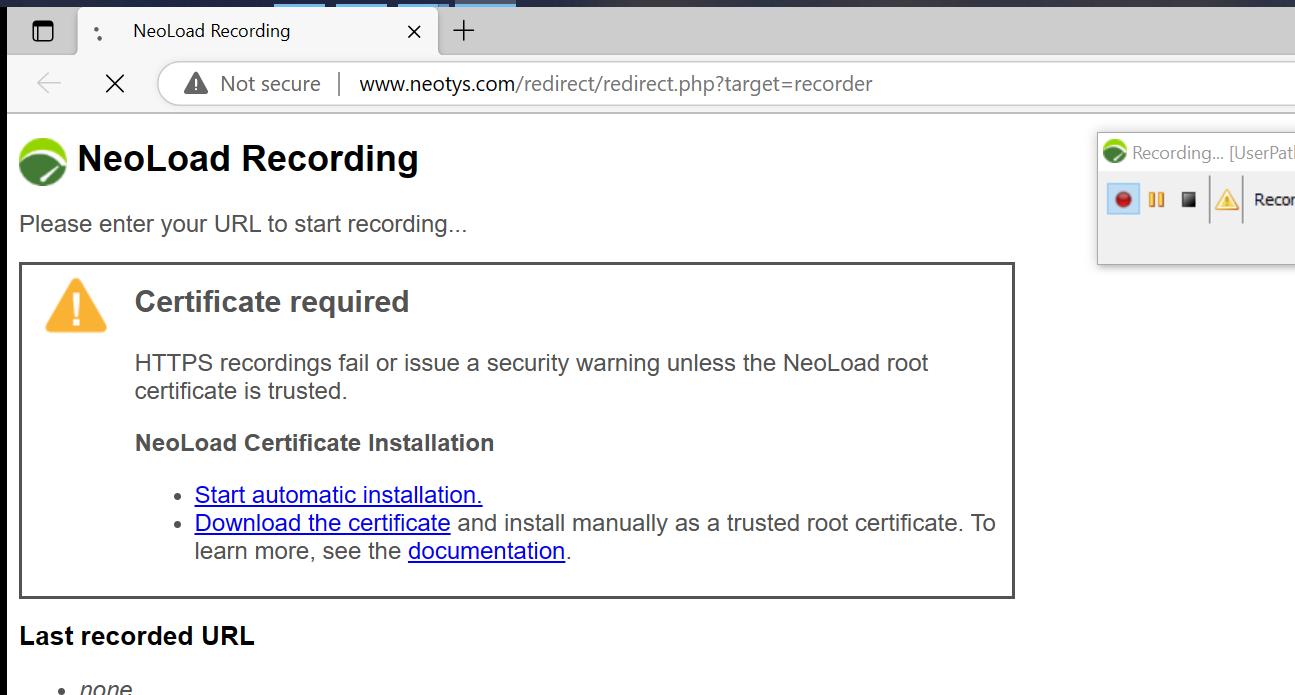 NeoLoad Recording
Not secure | www.neotys.com/redirect/redirect.php?target=recorder
NeoLoad Recording
Recording... [UserPath
Recor
Please enter your URL to start recording...
Certificate required
HTTPS recordings fail or issue a security warning unless the NeoLoad root
certificate is trusted.
NeoLoad Certificate Installation
• Start automatic installation.
• Download the certificate and install manually as a trusted root certificate. To
learn more, see the documentation.
Last recorded URL
• none